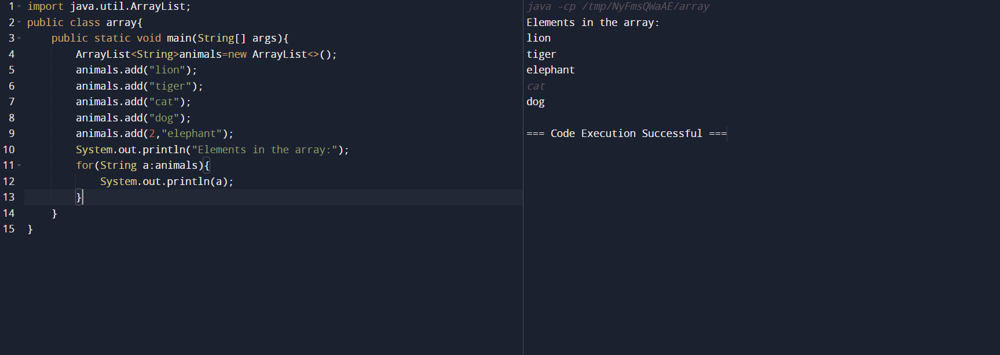 1 import java.util.ArrayList;
2 public class array{
3 public static void main(String[] args){
4 ArrayList<String>animals=new ArrayList<>();
5 animals.add("lion");
6 animals.add("tiger");
7 animals.add("cat");
8 animals.add("dog");
9 animals.add(2,"elephant");
10 System.out.println("Elements in the array:");
11 for(String a:animals){
12 System.out.println(a);
13 }
14 }
15 }
java -cp /tmp/NyFmsQWaAE/array
Elements in the array:
lion
tiger
elephant
cat
dog
=== Code Execution Successful ===